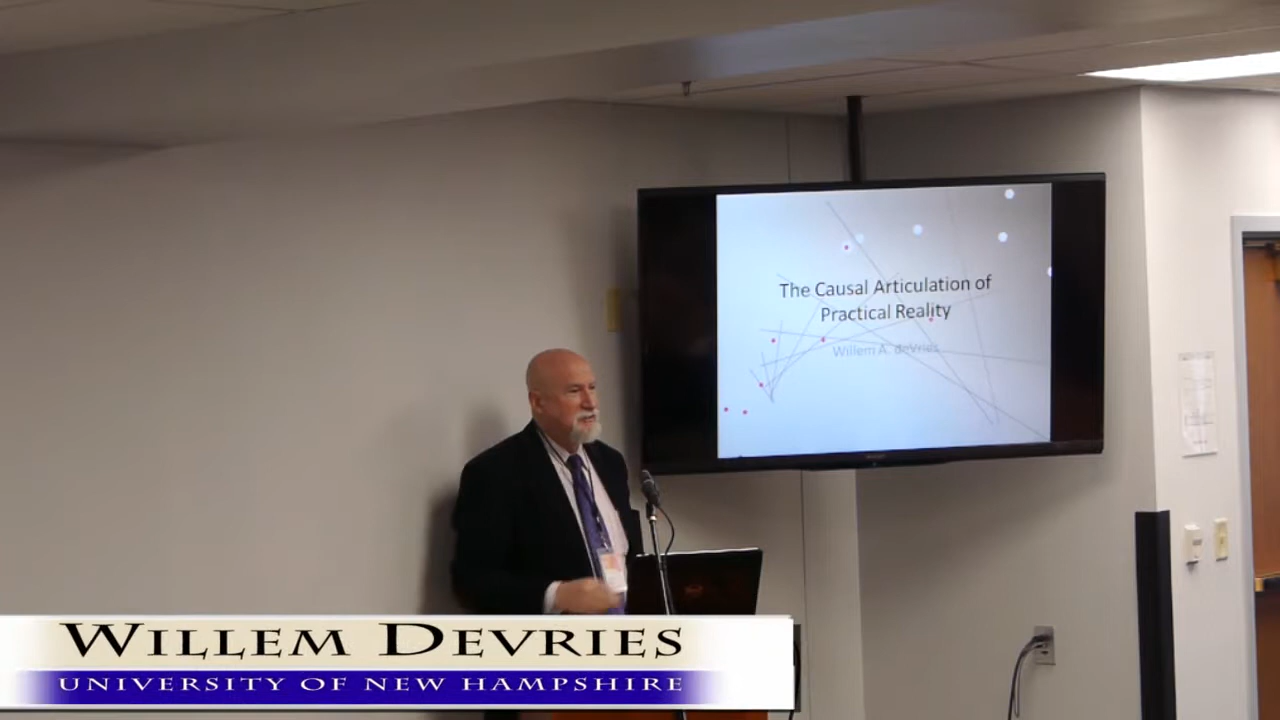 The Causal Articulation of
Practical Reality
Willem A. deVries
WILLEM DEVRIES
UNIVERSITY OF NEW HAMPSHIRE